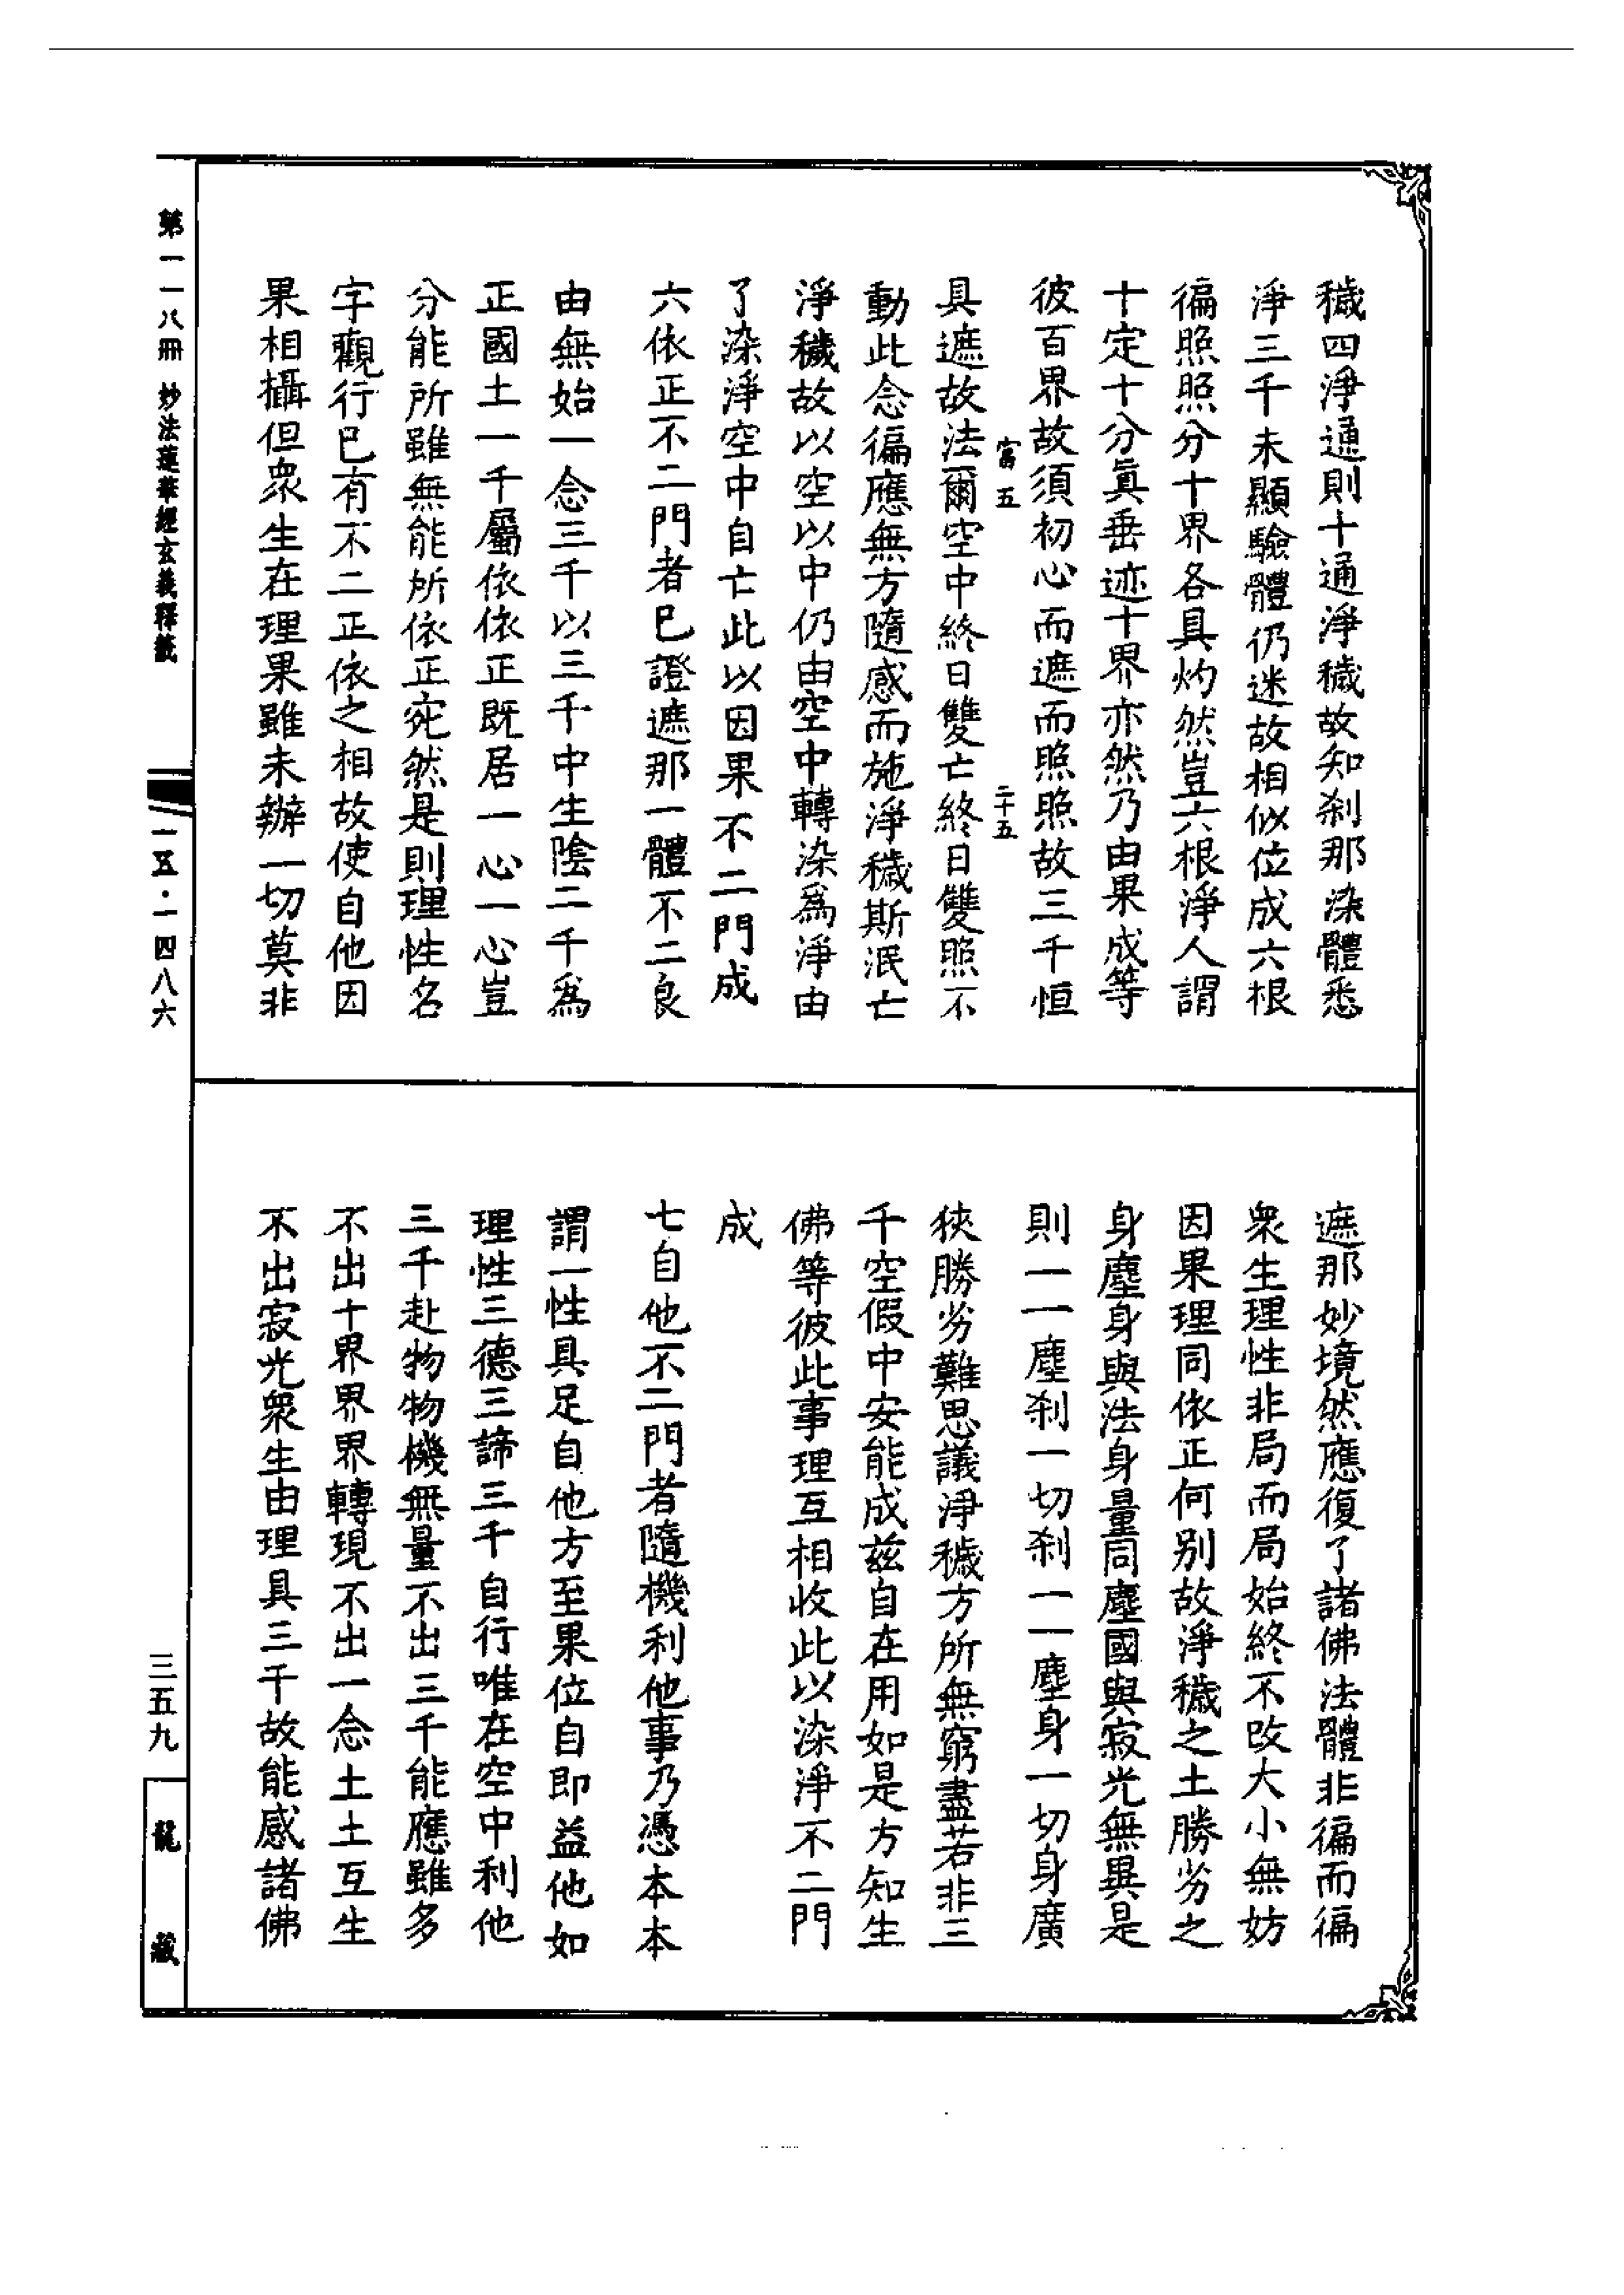 穢四淨通則十通淨穢故知刹那染體悉
淨三千未顯驗體仍迷故相似位成六根
徧照照分十界各具灼然豈六根淨人謂
十定十分眞垂迹十界亦然乃由果成等
彼百界故須初心而遮而照照故三千恒
富五 二十五
具遮故法爾空中終日雙亡終日雙照不
動此念徧應無方隨感而施淨穢斯泯亡
淨穢故以空以中仍由空中轉染爲淨由
了染淨空中自亡此以因果不二門成
六依正不二門者已證遮那一體不二良
由無始一念三千以三千中生陰二千爲
正國土一千屬依依正既居一心一心豈
分能所雖無能所依正宛然是則理性名
字觀行已有不二正依之相故使自他因
果相攝但衆生在理果雖未辦一切莫非
遮那妙境然應復了諸佛法體非徧而徧
衆生理性非局而局始終不改大小無妨
因果理同依正何别故淨穢之土勝劣之
身塵身與法身量同塵國與寂光無異是
則一一塵刹一切刹一一塵身一切身廣
狹勝劣難思議淨穢方所無窮盡若非三
千空假中安能成兹自在用如是方知生
佛等彼此事理互相收此以染淨不二門
成
七自他不二門者隨機利他事乃憑本本
謂一性具足自他方至果位自即益他如
理性三德三諦三千自行唯在空中利他
三千赴物物機無量不出三千能應雖多
不出十界界界轉現不出一念土土互生
不出寂光衆生由理具三千故能感諸佛
第一一八冊 妙法蓮華經玄義釋籤
一五·一四八六
三五九
龍藏